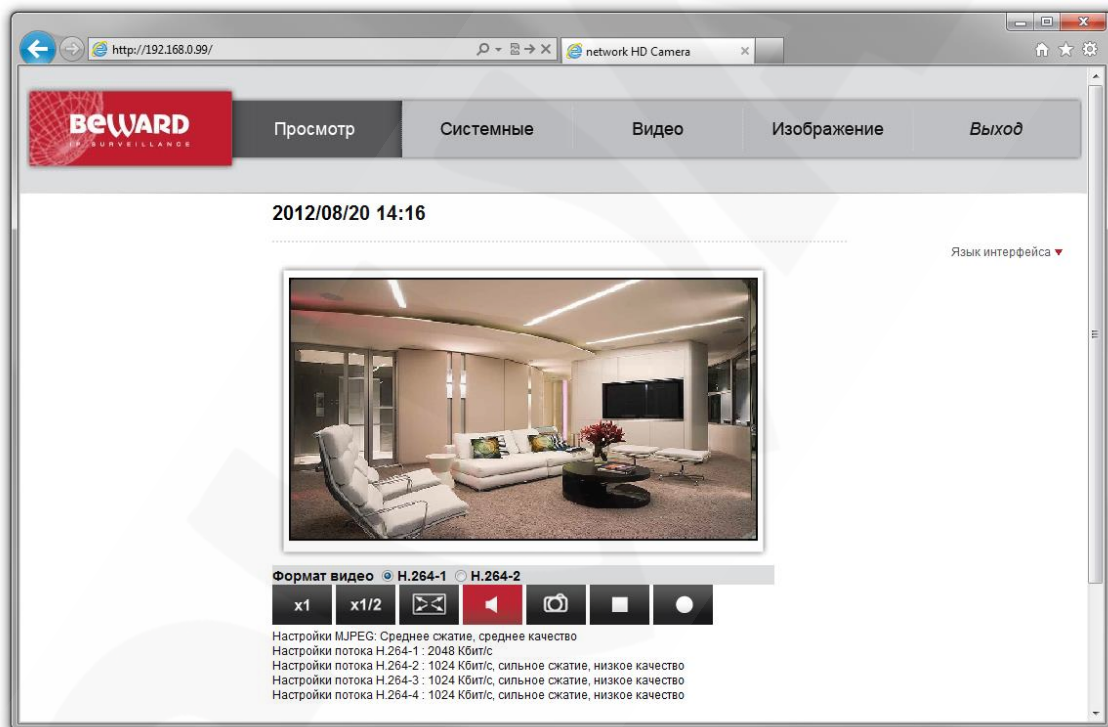 http://192.168.0.99/
network HD Camera
BEWARD
IP SURVEILLANCE
Просмотр
Системные
Видео
Изображение
Выход
2012/08/20 14:16
Язык интерфейса
Формат видео H.264-1 H.264-2
x1 x1/2
Настройки MJPEG: Среднее сжатие, среднее качество
Настройки потока H.264-1 : 2048 Кбит/с
Настройки потока H.264-2 : 1024 Кбит/с, сильное сжатие, низкое качество
Настройки потока H.264-3 : 1024 Кбит/с, сильное сжатие, низкое качество
Настройки потока H.264-4 : 1024 Кбит/с, сильное сжатие, низкое качество